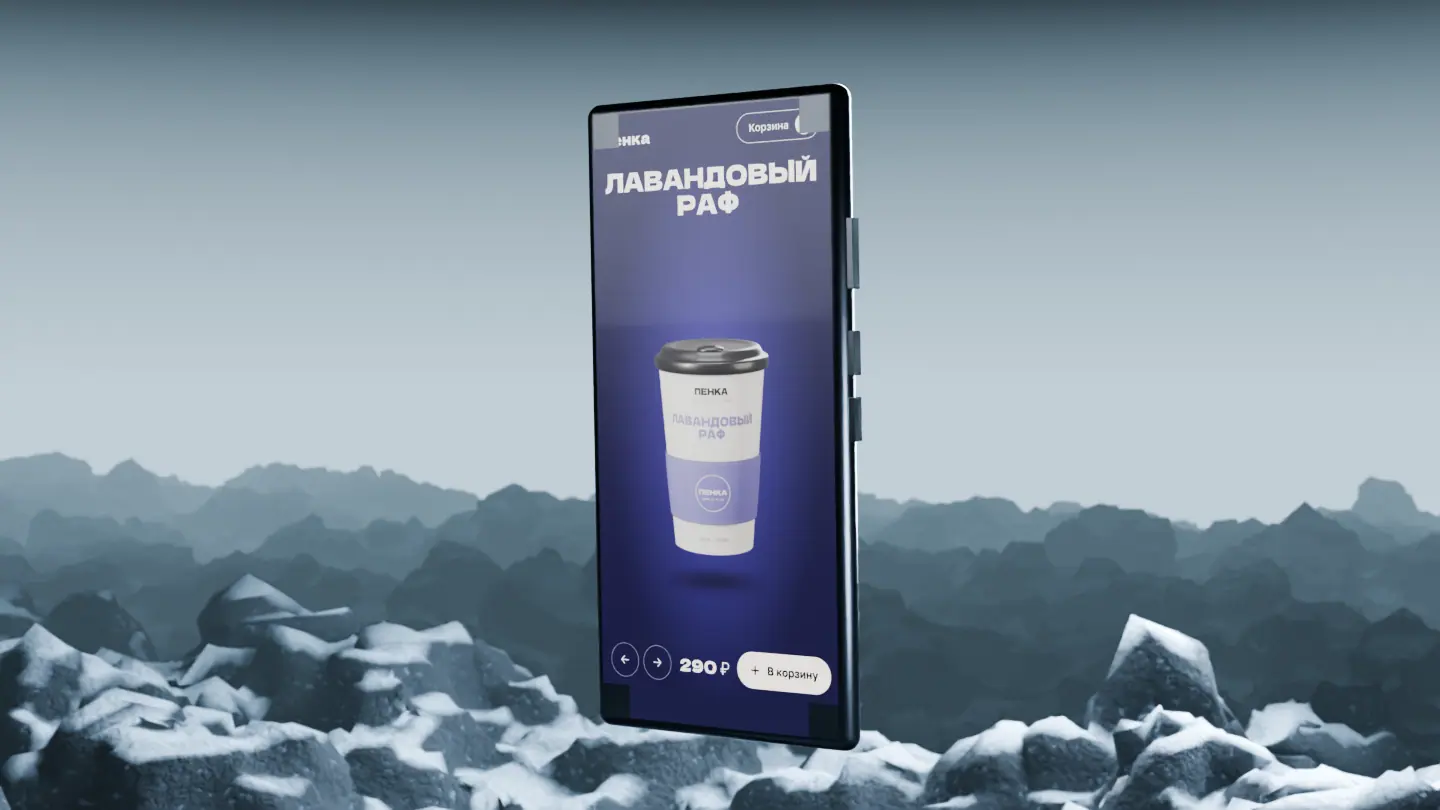 енка
Корзина
ЛАВАНДОВЫЙ
РАФ
ПЕНКА
ЛАВАНДОВЫЙ
РАФ
ПЕНКА
290 ₽
+ В корзину